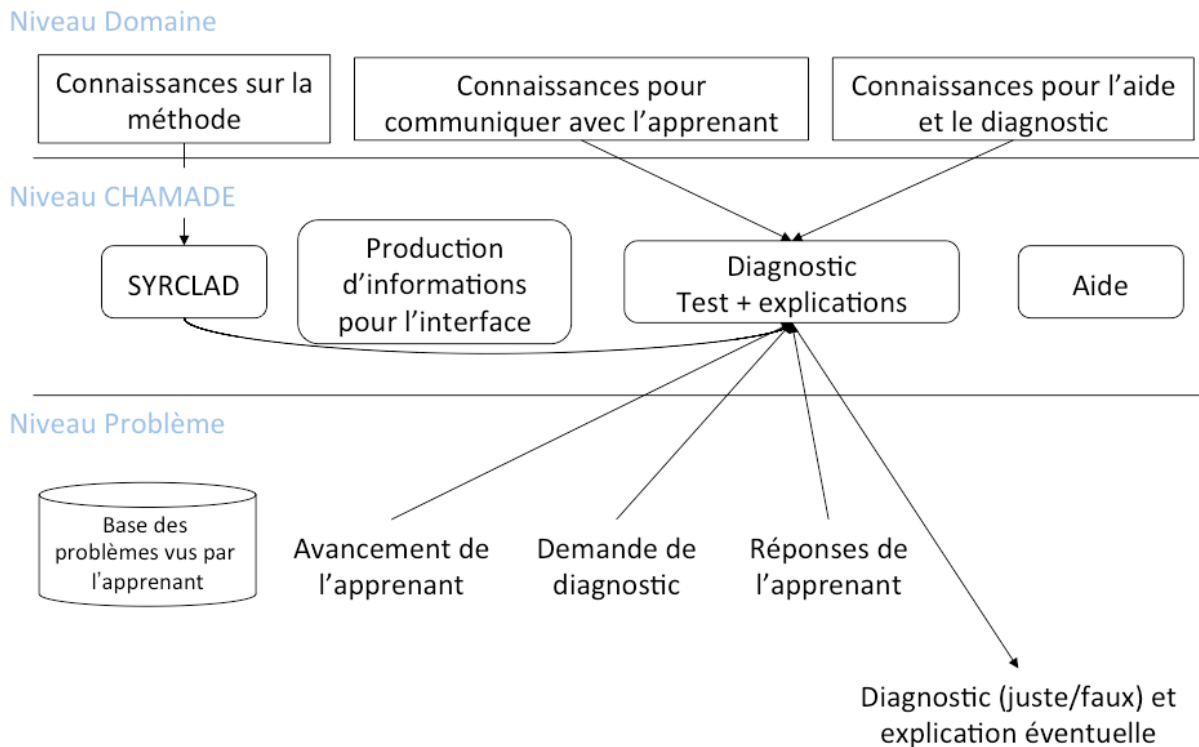 Niveau Domaine
Connaissances sur la
méthode
Connaissances pour
communiquer avec l'apprenant
Connaissances pour l'aide
et le diagnostic
Niveau CHAMADE
SYRCLAD
Production
d'informations
pour l'interface
Diagnostic
Test + explications
Aide
Niveau Problème
Base des
problèmes vus par
l'apprenant
Avancement de
l'apprenant
Demande de
diagnostic
Réponses de
l'apprenant
Diagnostic (juste/faux) et
explication éventuelle